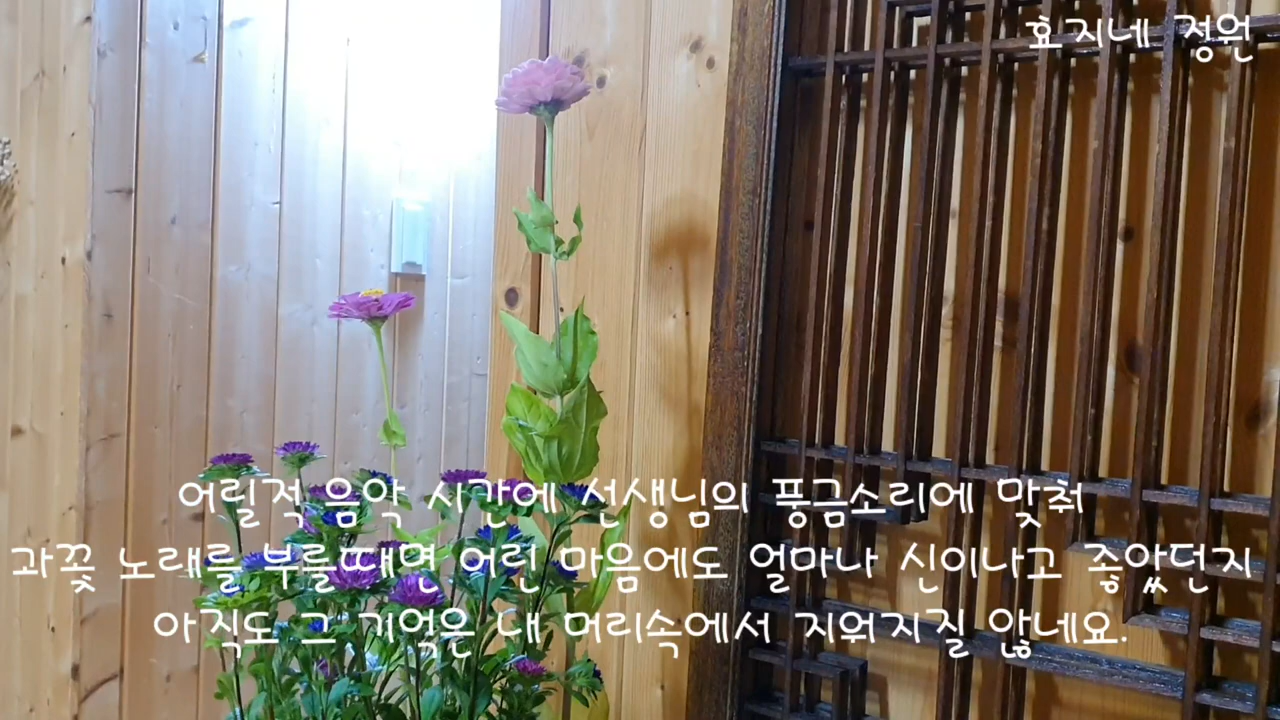 효지네 정원
어릴적 음악 시간에 선생님의 풍금소리에 맞춰
과꽃 노래를 부를때면 어린 마음에도 얼마나 신이나고 좋았던지
아직도 그 기억은 내 머리속에서 지워지질 않네요.